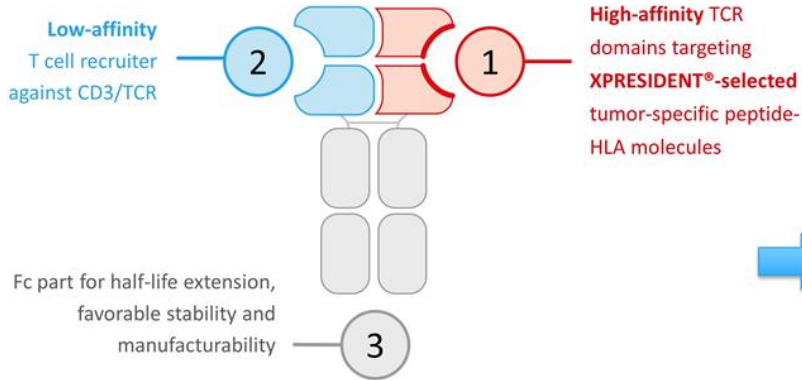 Low-affinity
T cell recruiter
against CD3/TCR
2
1
High-affinity TCR
domains targeting
XPRESIDENT®-selected
tumor-specific peptide-
HLA molecules
Fc part for half-life extension,
favorable stability and
manufacturability
3